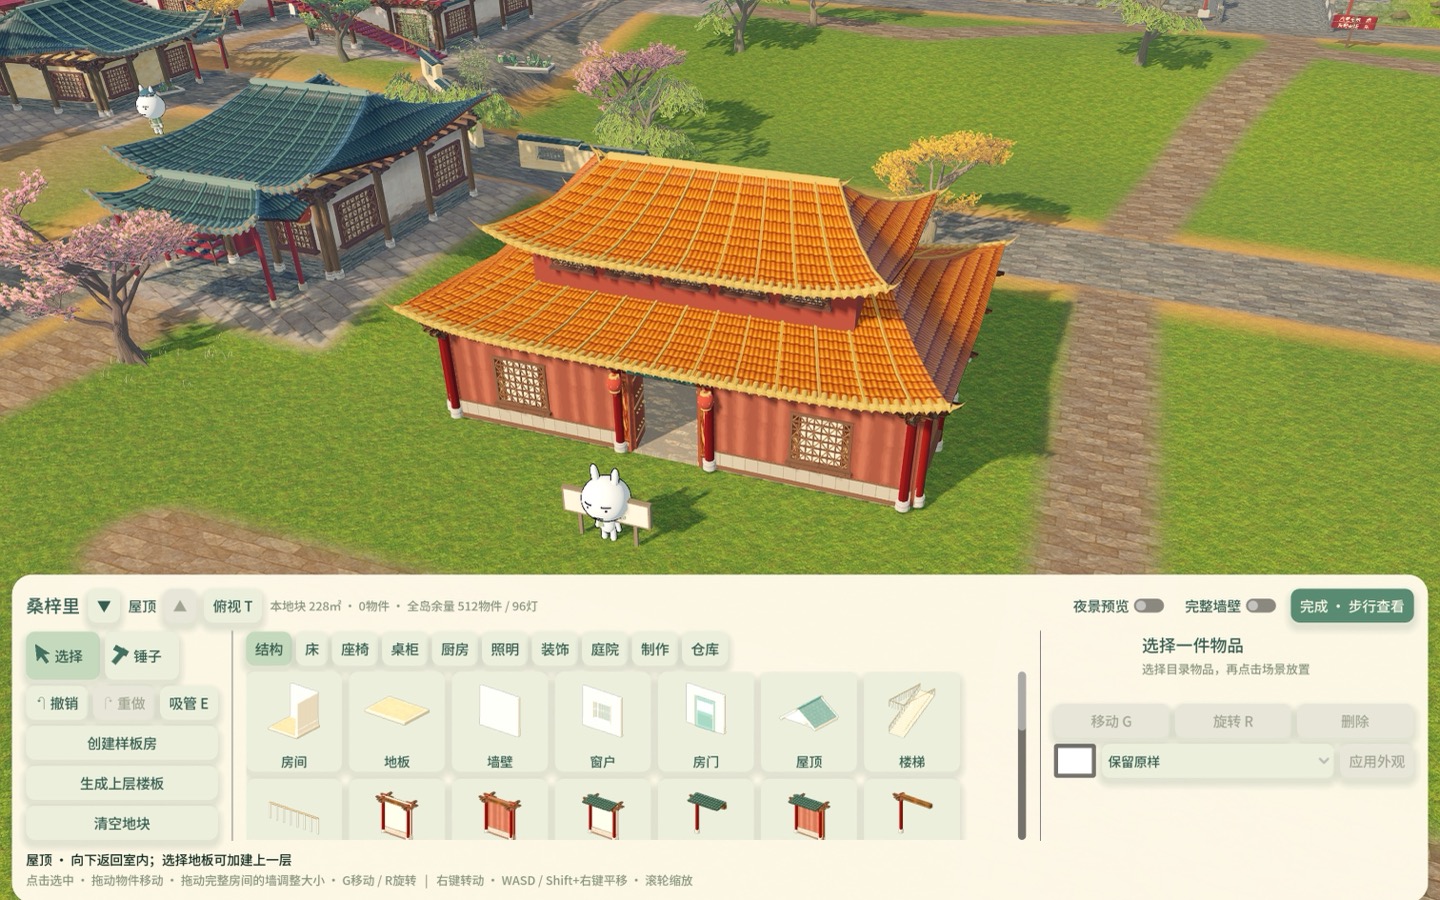 桑梓里 ▼ 屋顶 ▲ 俯视 T 本地块 228㎡ · 0物件 · 全岛余量 512物件 / 96灯
夜景预览 完整墙壁 完成 · 步行查看
选择 锤子
撤销 重做 吸管 E
创建样板房
生成上层楼板
清空地块
结构 床 座椅 桌柜 厨房 照明 装饰 庭院 制作 仓库
房间 地板 墙壁 窗户 房门 屋顶 楼梯
选择一件物品
选择目录物品，再点击场景放置
移动 G 旋转 R 删除
保留原样 应用外观
屋顶 · 向下返回室内；选择地板可加建上一层
点击选中 · 拖动物件移动 · 拖动完整房间的墙调整大小 · G移动 / R旋转 ｜ 右键转动 · WASD / Shift+右键平移 · 滚轮缩放